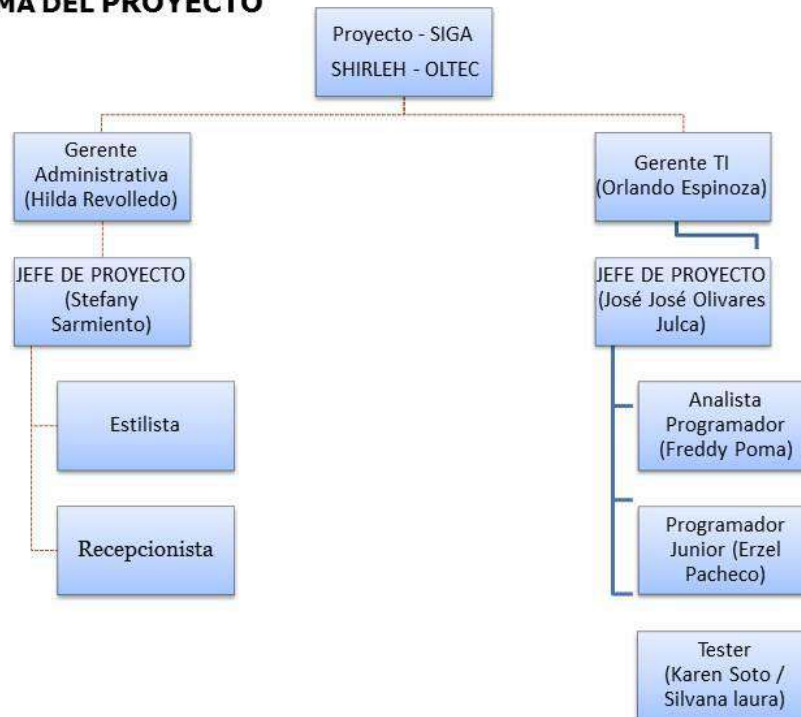 MA DEL PROYECTO
Proyecto - SIGA
SHIRLEH - OLTEC
Gerente
Administrativa
(Hilda Revolledo)
Gerente TI
(Orlando Espinoza)
JEFE DE PROYECTO
(Stefany
Sarmiento)
JEFE DE PROYECTO
(José José Olivares
Julca)
Estilista
Analista
Programador
(Freddy Poma)
Recepcionista
Programador
Junior (Erzel
Pacheco)
Tester
(Karen Soto /
Silvana laura)